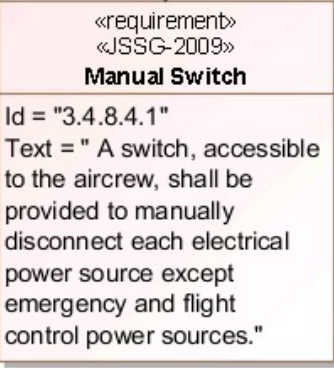 «requirement»
«JSSG-2009»
Manual Switch
Id = "3.4.8.4.1"
Text = " A switch, accessible
to the aircrew, shall be
provided to manually
disconnect each electrical
power source except
emergency and flight
control power sources."